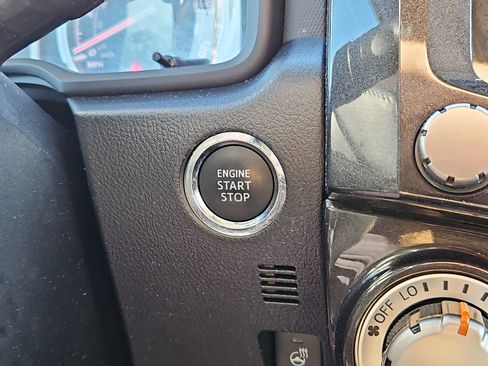 MPH
ENGINE
START
STOP
OFF LO